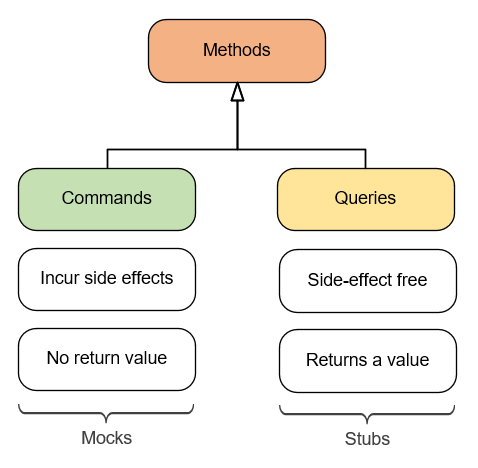 Methods
Commands
Queries
Incur side effects
Side-effect free
No return value
Returns a value
Mocks
Stubs